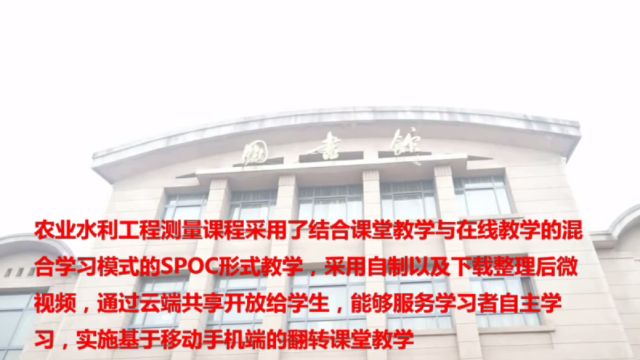 图书馆
农业水利工程测量课程采用了结合课堂教学与在线教学的混
合学习模式的SPOC形式教学，采用自制以及下载整理后微
视频，通过云端共享开放给学生，能够服务学习者自主学
习，实施基于移动手机端的翻转课堂教学